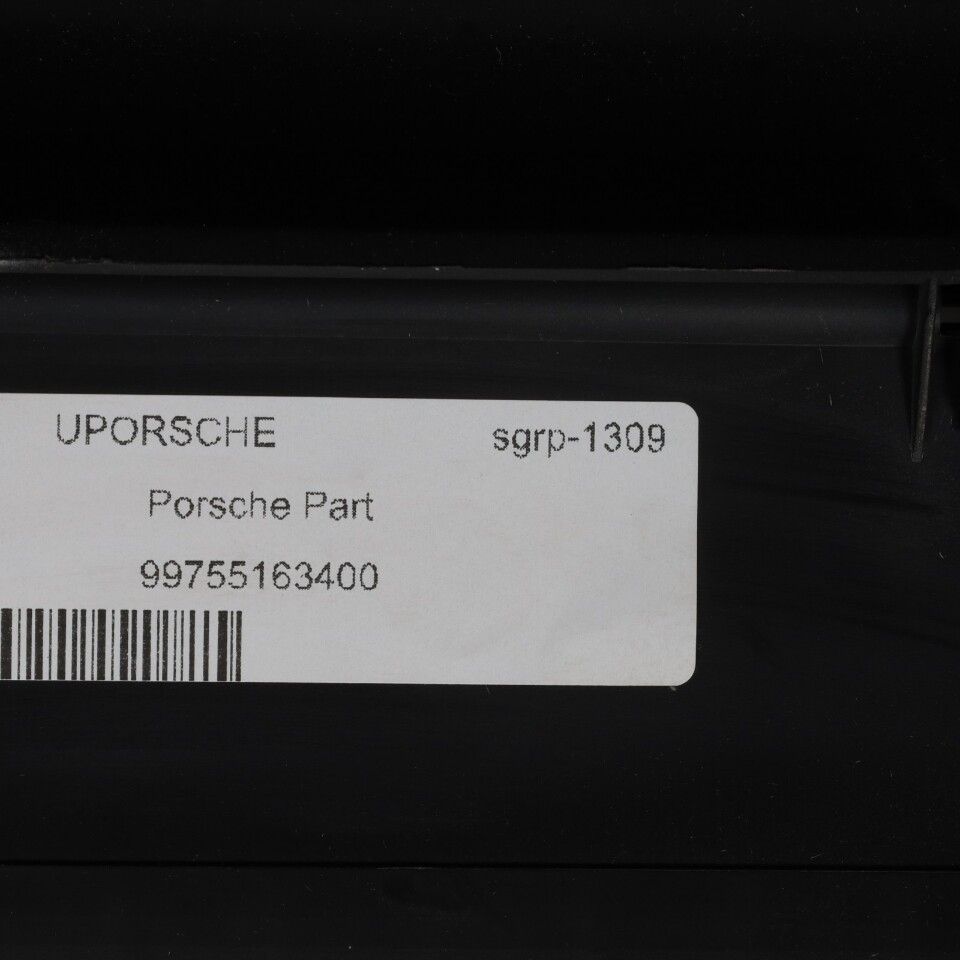 UPORSCHE sgrp-1309
Porsche Part
99755163400